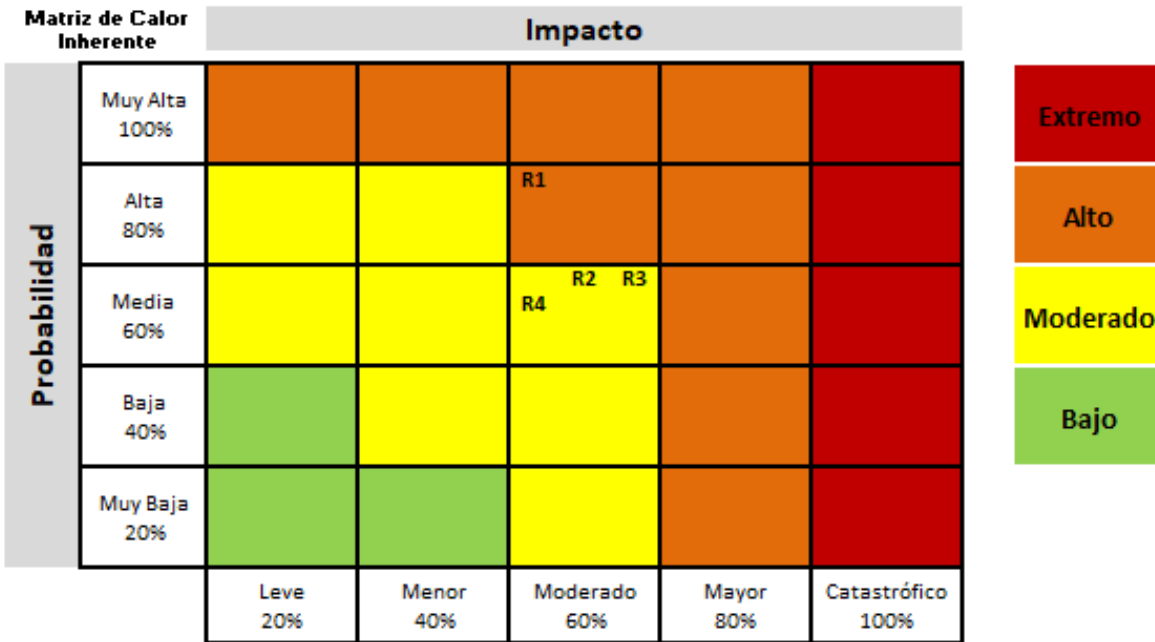 Matriz de Calor
Inherente
Impacto
Probabilidad
Muy Alta
100%
Alta
80%
R1
Media
60%
R2 R3
R4
Baja
40%
Muy Baja
20%
Leve
20%
Menor
40%
Moderado
60%
Mayor
80%
Catastrófico
100%
Extremo
Alto
Moderado
Bajo